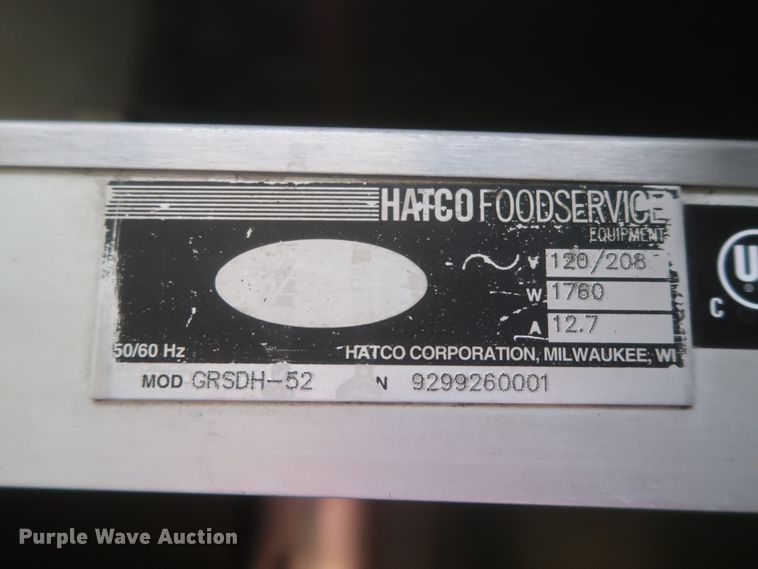 HATCO FOODSERVICE
EQUIPMENT
V 120/208
W 1760
A 12.7
50/60 Hz
HATCO CORPORATION, MILWAUKEE, WI
MOD GRSDH-52 N 9299260001
C U
Purple Wave Auction